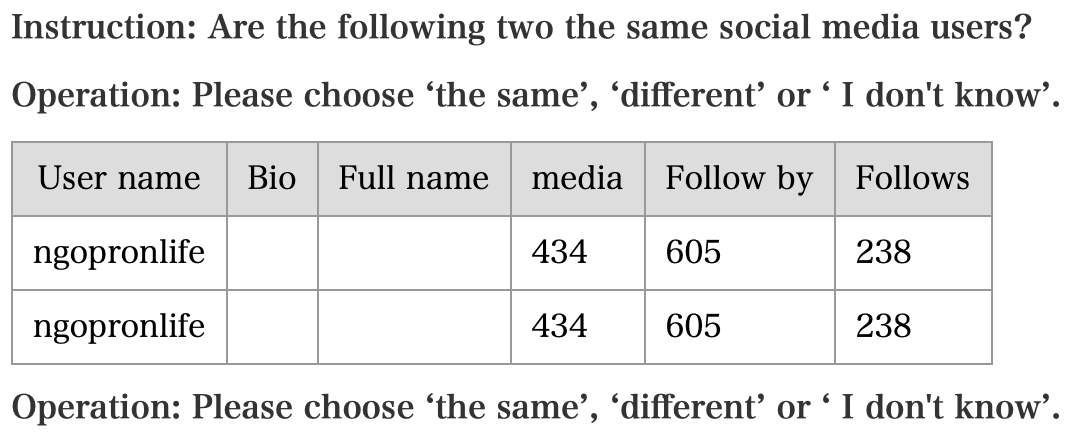 Instruction: Are the following two the same social media users?
Operation: Please choose ‘the same’, ‘different’ or ‘ I don't know’.
User name Bio Full name media Follow by Follows
ngopronlife 434 605 238
ngopronlife 434 605 238
Operation: Please choose ‘the same’, ‘different’ or ‘ I don't know’.